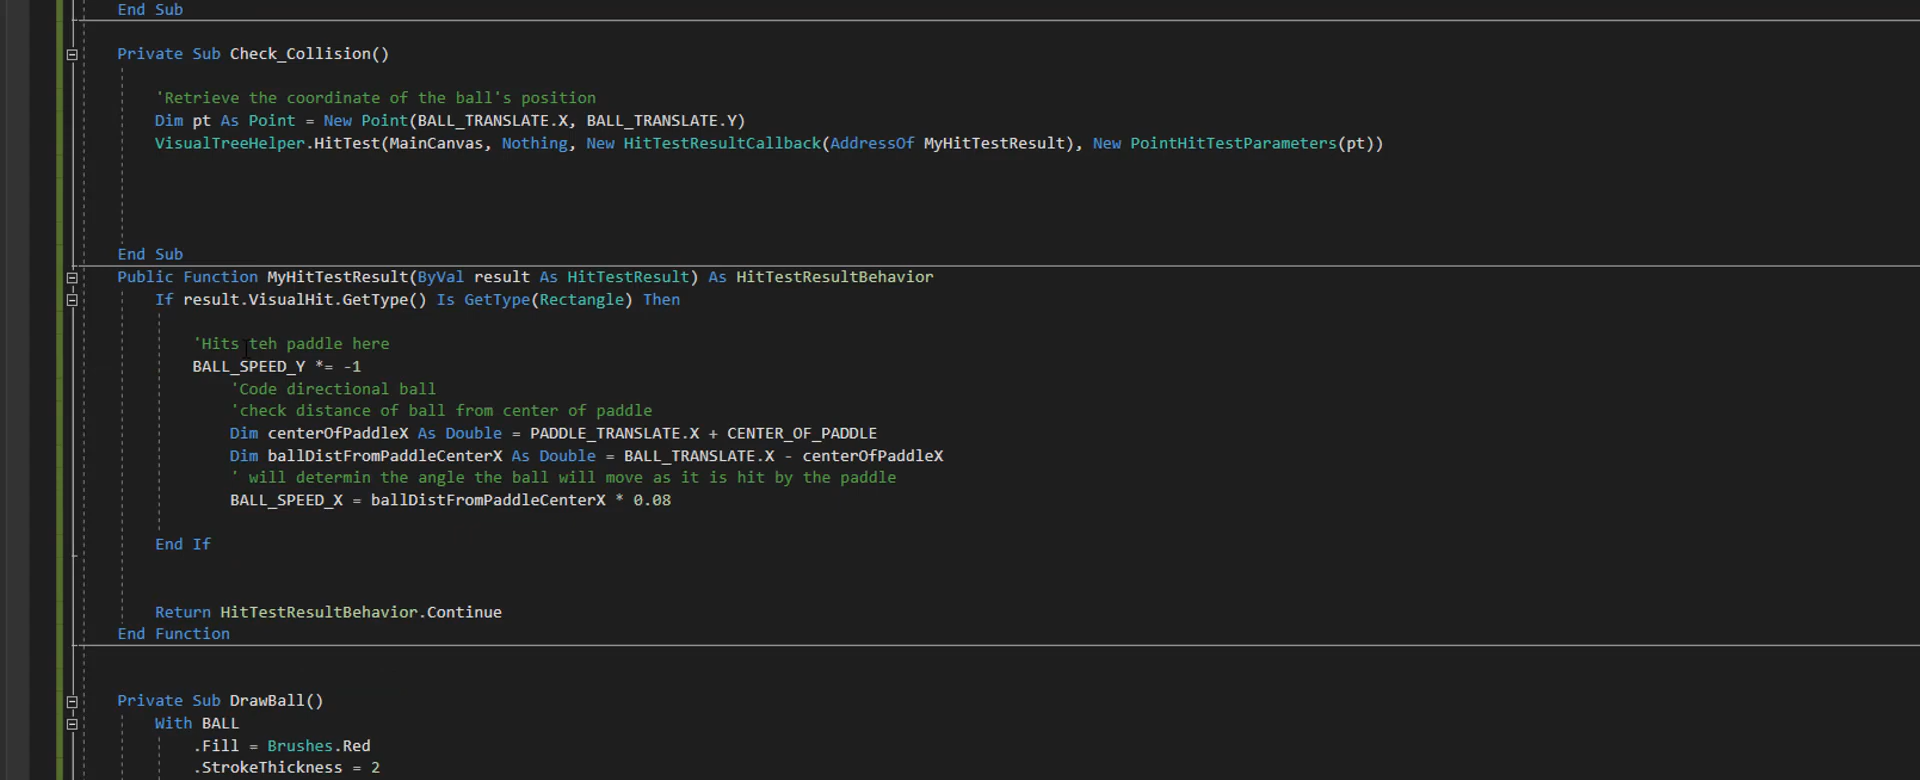 End Sub
Private Sub Check_Collision()
'Retrieve the coordinate of the ball's position
Dim pt As Point = New Point(BALL_TRANSLATE.X, BALL_TRANSLATE.Y)
VisualTreeHelper.HitTest(MainCanvas, Nothing, New HitTestResultCallback(AddressOf MyHitTestResult), New PointHitTestParameters(pt))
End Sub
Public Function MyHitTestResult(ByVal result As HitTestResult) As HitTestResultBehavior
If result.VisualHit.GetType() Is GetType(Rectangle) Then
'Hits teh paddle here
BALL_SPEED_Y *= -1
'Code directional ball
'check distance of ball from center of paddle
Dim centerOfPaddleX As Double = PADDLE_TRANSLATE.X + CENTER_OF_PADDLE
Dim ballDistFromPaddleCenterX As Double = BALL_TRANSLATE.X - centerOfPaddleX
' will determin the angle the ball will move as it is hit by the paddle
BALL_SPEED_X = ballDistFromPaddleCenterX * 0.08
End If
Return HitTestResultBehavior.Continue
End Function
Private Sub DrawBall()
With BALL
.Fill = Brushes.Red
.StrokeThickness = 2